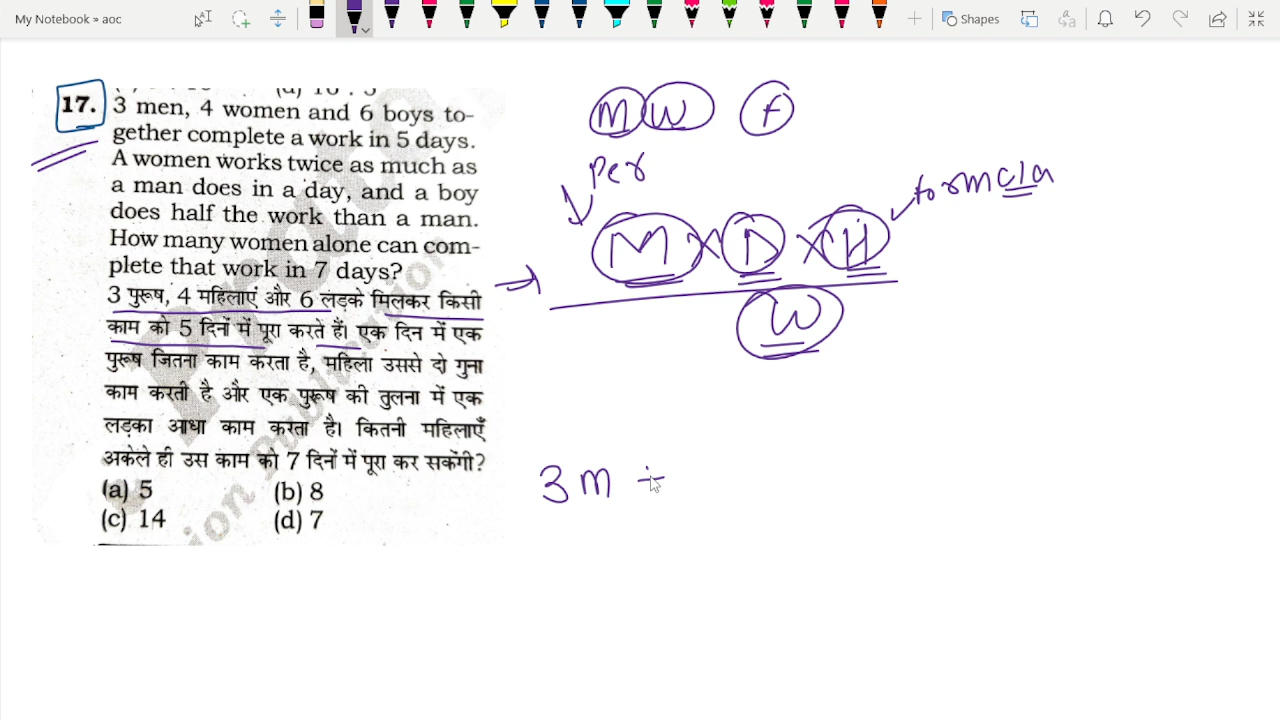 My Notebook » aoc
Shapes
(d) 10 : 5
17. 3 men, 4 women and 6 boys to-
gether complete a work in 5 days.
A women works twice as much as
a man does in a day, and a boy
does half the work than a man.
How many women alone can com-
plete that work in 7 days?
3 पुरूष, 4 महिलाएं और 6 लड़के मिलकर किसी
काम को 5 दिनों में पूरा करते हैं। एक दिन में एक
पुरूष जितना काम करता है, महिला उससे दो गुना
काम करती है और एक पुरूष की तुलना में एक
लड़का आधा काम करता है। कितनी महिलाएँ
अकेले ही उस काम को 7 दिनों में पूरा कर सकेंगी?
(a) 5 (b) 8
(c) 14 (d) 7
M W F
Per
formula
M × D × H
W
3 m +